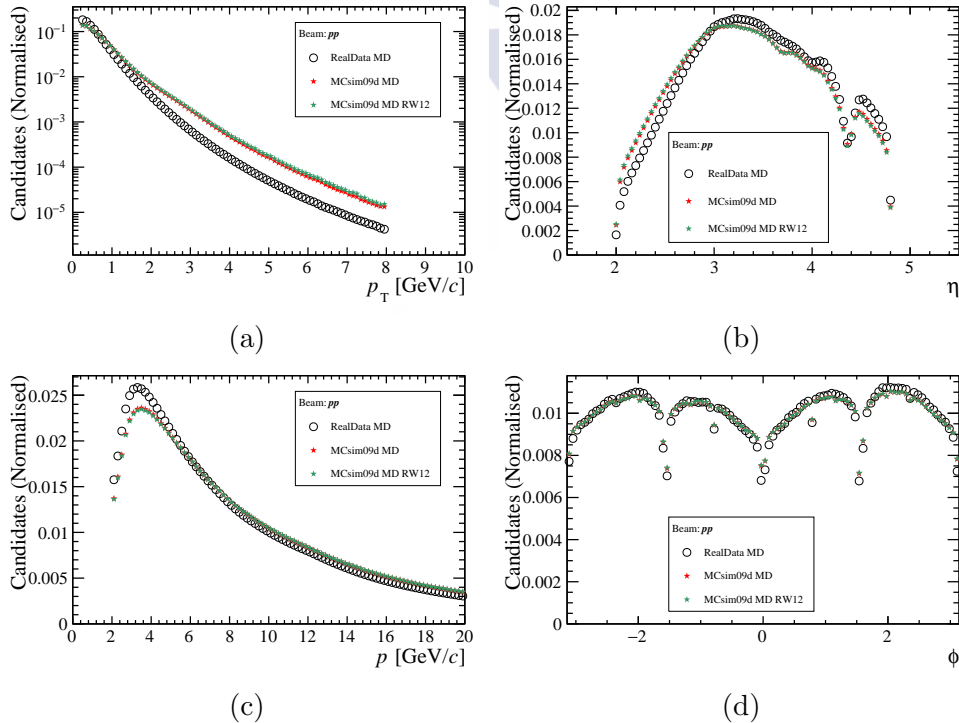 Candidates (Normalised)
10⁻¹
10⁻²
10⁻³
10⁻⁴
10⁻⁵
Beam: pp
RealData MD
MCsim09d MD
MCsim09d MD RW12
0 1 2 3 4 5 6 7 8 9 10
p_T [GeV/c]
(a)
Candidates (Normalised)
0.02
0.018
0.016
0.014
0.012
0.01
0.008
0.006
0.004
0.002
0
Beam: pp
RealData MD
MCsim09d MD
MCsim09d MD RW12
2 3 4 5
η
(b)
Candidates (Normalised)
0.025
0.02
0.015
0.01
0.005
0
Beam: pp
RealData MD
MCsim09d MD
MCsim09d MD RW12
0 2 4 6 8 10 12 14 16 18 20
p [GeV/c]
(c)
Candidates (Normalised)
0.01
0.008
0.006
0.004
0.002
0
Beam: pp
RealData MD
MCsim09d MD
MCsim09d MD RW12
−2 0 2
ϕ
(d)